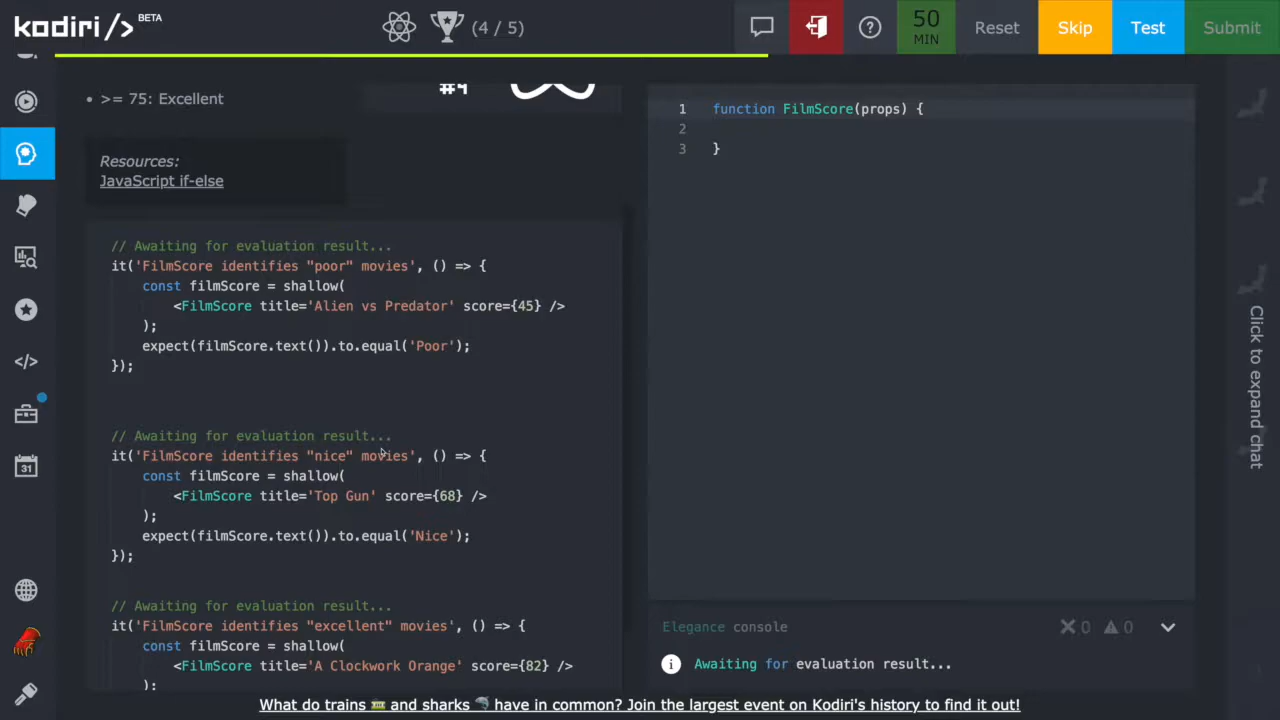 kodiri /> BETA
(4 / 5)
50
MIN
Reset
Skip
Test
Submit
>= 75: Excellent
#4
Resources:
JavaScript if-else
// Awaiting for evaluation result...
it('FilmScore identifies "poor" movies', () => {
const filmScore = shallow(
<FilmScore title='Alien vs Predator' score={45} />
);
expect(filmScore.text()).to.equal('Poor');
});
// Awaiting for evaluation result...
it('FilmScore identifies "nice" movies', () => {
const filmScore = shallow(
<FilmScore title='Top Gun' score={68} />
);
expect(filmScore.text()).to.equal('Nice');
});
// Awaiting for evaluation result...
it('FilmScore identifies "excellent" movies', () => {
const filmScore = shallow(
<FilmScore title='A Clockwork Orange' score={82} />
);
1 function FilmScore(props) {
2
3 }
Elegance console
0 0
Awaiting for evaluation result...
Click to expand chat
31
What do trains 🚃 and sharks 🦈 have in common? Join the largest event on Kodiri's history to find it out!